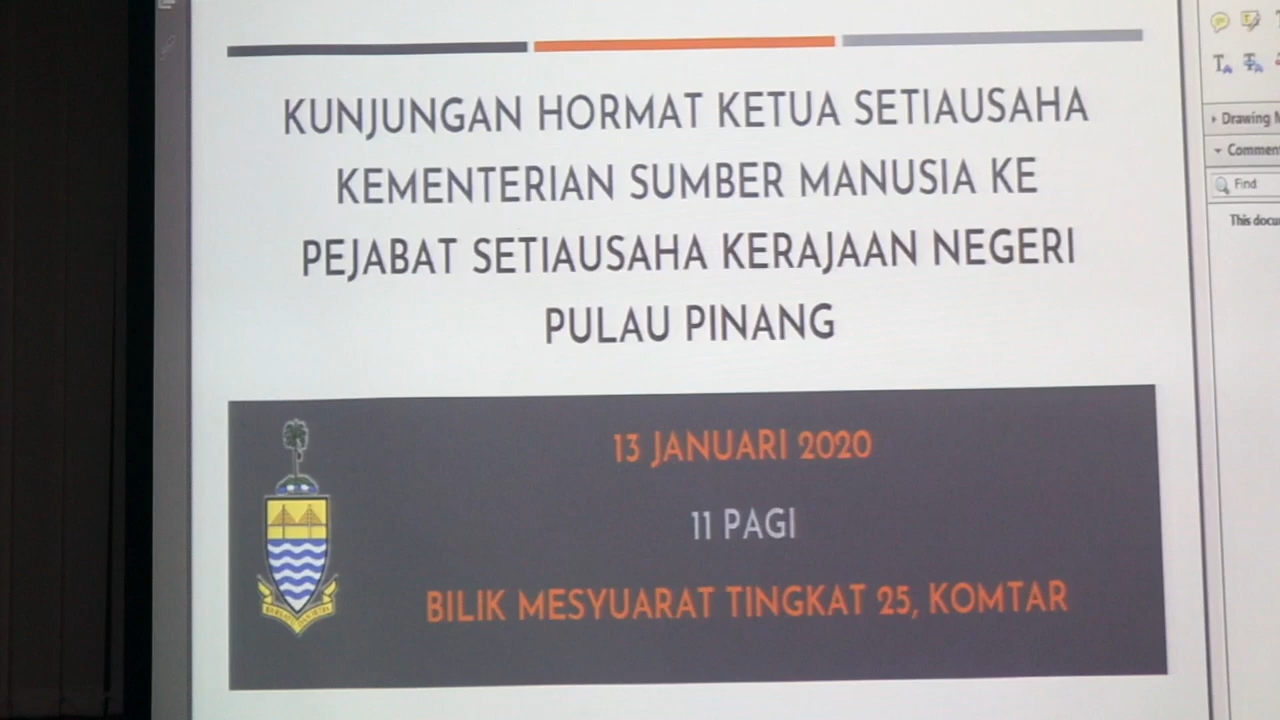 KUNJUNGAN HORMAT KETUA SETIAUSAHA
KEMENTERIAN SUMBER MANUSIA KE
PEJABAT SETIAUSAHA KERAJAAN NEGERI
PULAU PINANG
13 JANUARI 2020
11 PAGI
BILIK MESYUARAT TINGKAT 25, KOMTAR
Drawing
Find